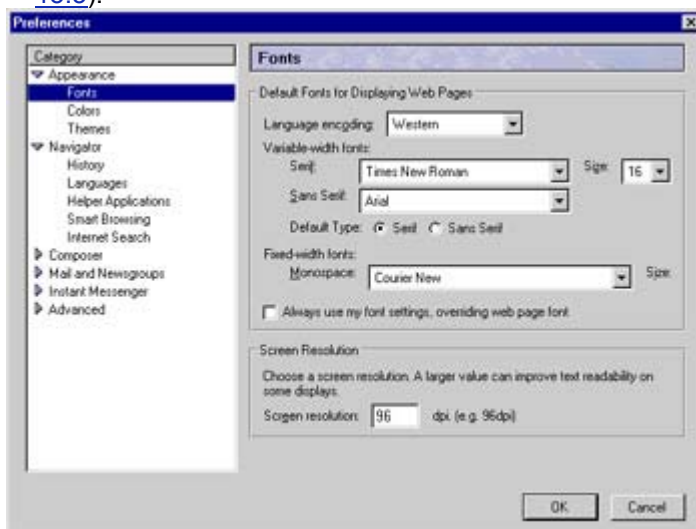 10.5).
Preferences
Category
Appearance
Fonts
Colors
Themes
Navigator
History
Languages
Helper Applications
Smart Browsing
Internet Search
Composer
Mail and Newsgroups
Instant Messenger
Advanced
Fonts
Default Fonts for Displaying Web Pages
Language encoding: Western
Variable-width fonts:
Serif: Times New Roman Size: 16
Sans Serif: Arial
Default Type: Serif Sans Serif
Fixed-width fonts:
Monospace: Courier New Size:
Always use my font settings, overriding web page font
Screen Resolution
Choose a screen resolution. A larger value can improve text readability on
some displays.
Screen resolution: 96 dpi. (e.g. 96dpi)
OK Cancel